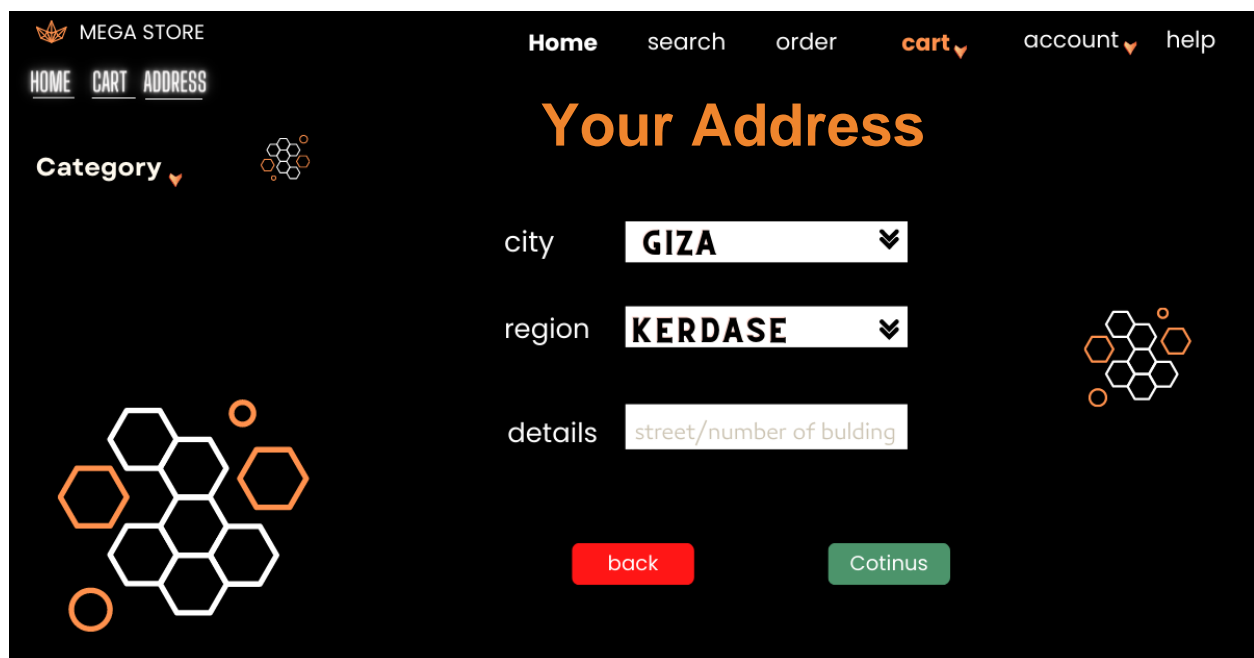 MEGA STORE
Home search order cart account help
HOME CART ADDRESS
Your Address
Category
city GIZA
region KERDASE
details street/number of bulding
back Cotinus